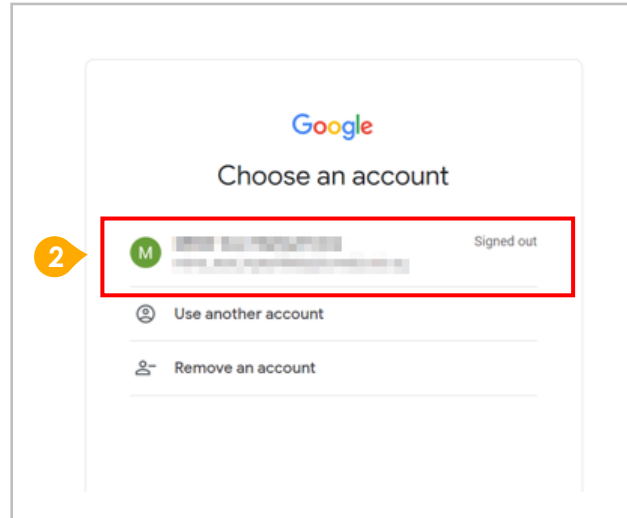 Google
Choose an account
2
M
Signed out
Use another account
Remove an account